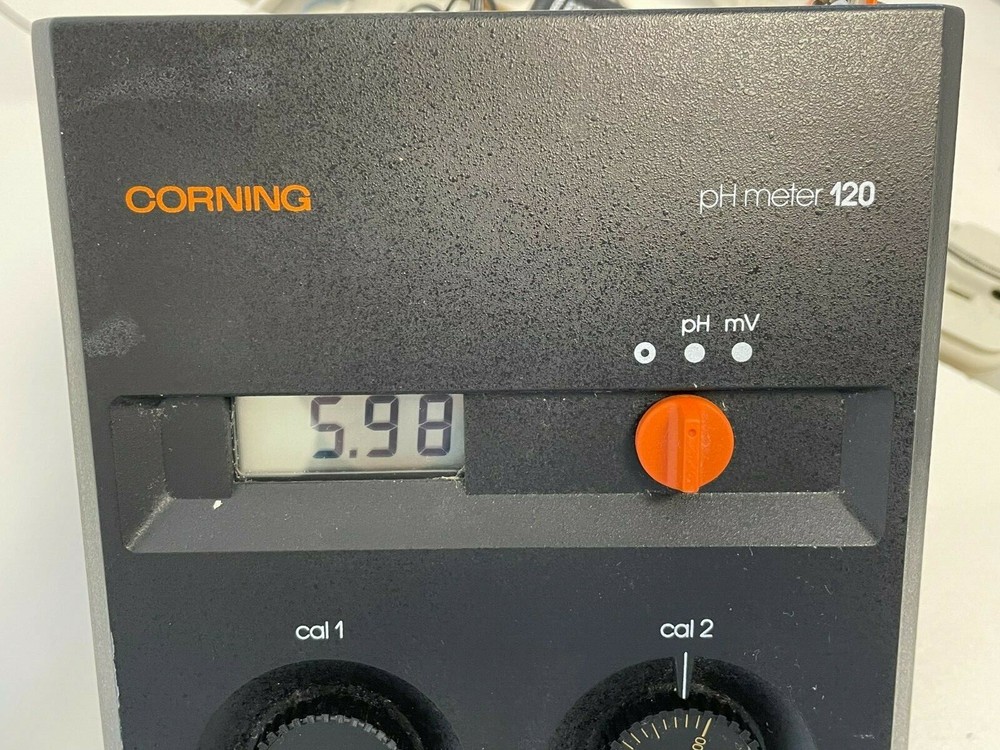 CORNING
pH meter 120
pH mV
5.98
cal 1
cal 2